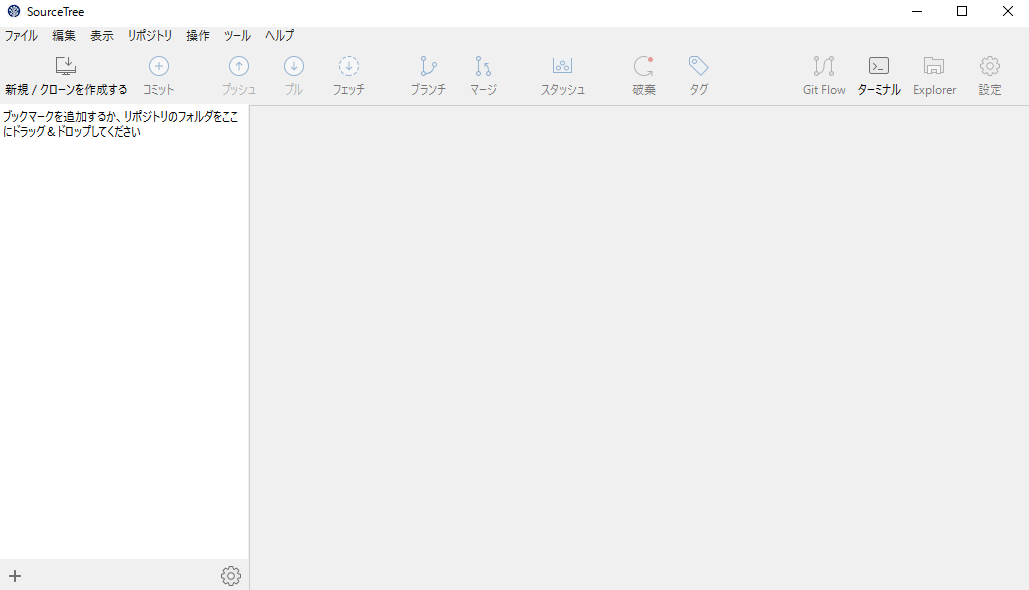 SourceTree
ファイル 編集 表示 リポジトリ 操作 ツール ヘルプ
新規 / クローンを作成する コミット プッシュ プル フェッチ ブランチ マージ スタッシュ 破棄 タグ Git Flow ターミナル Explorer 設定
ブックマークを追加するか、リポジトリのフォルダをここ
にドラッグ＆ドロップしてください